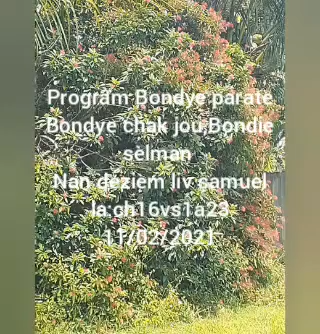 Program Bondye parate
Bondye chak jou,Bondie
selman
Nan deziem liv samuel
la.ch16vs1a23
11/02/2021